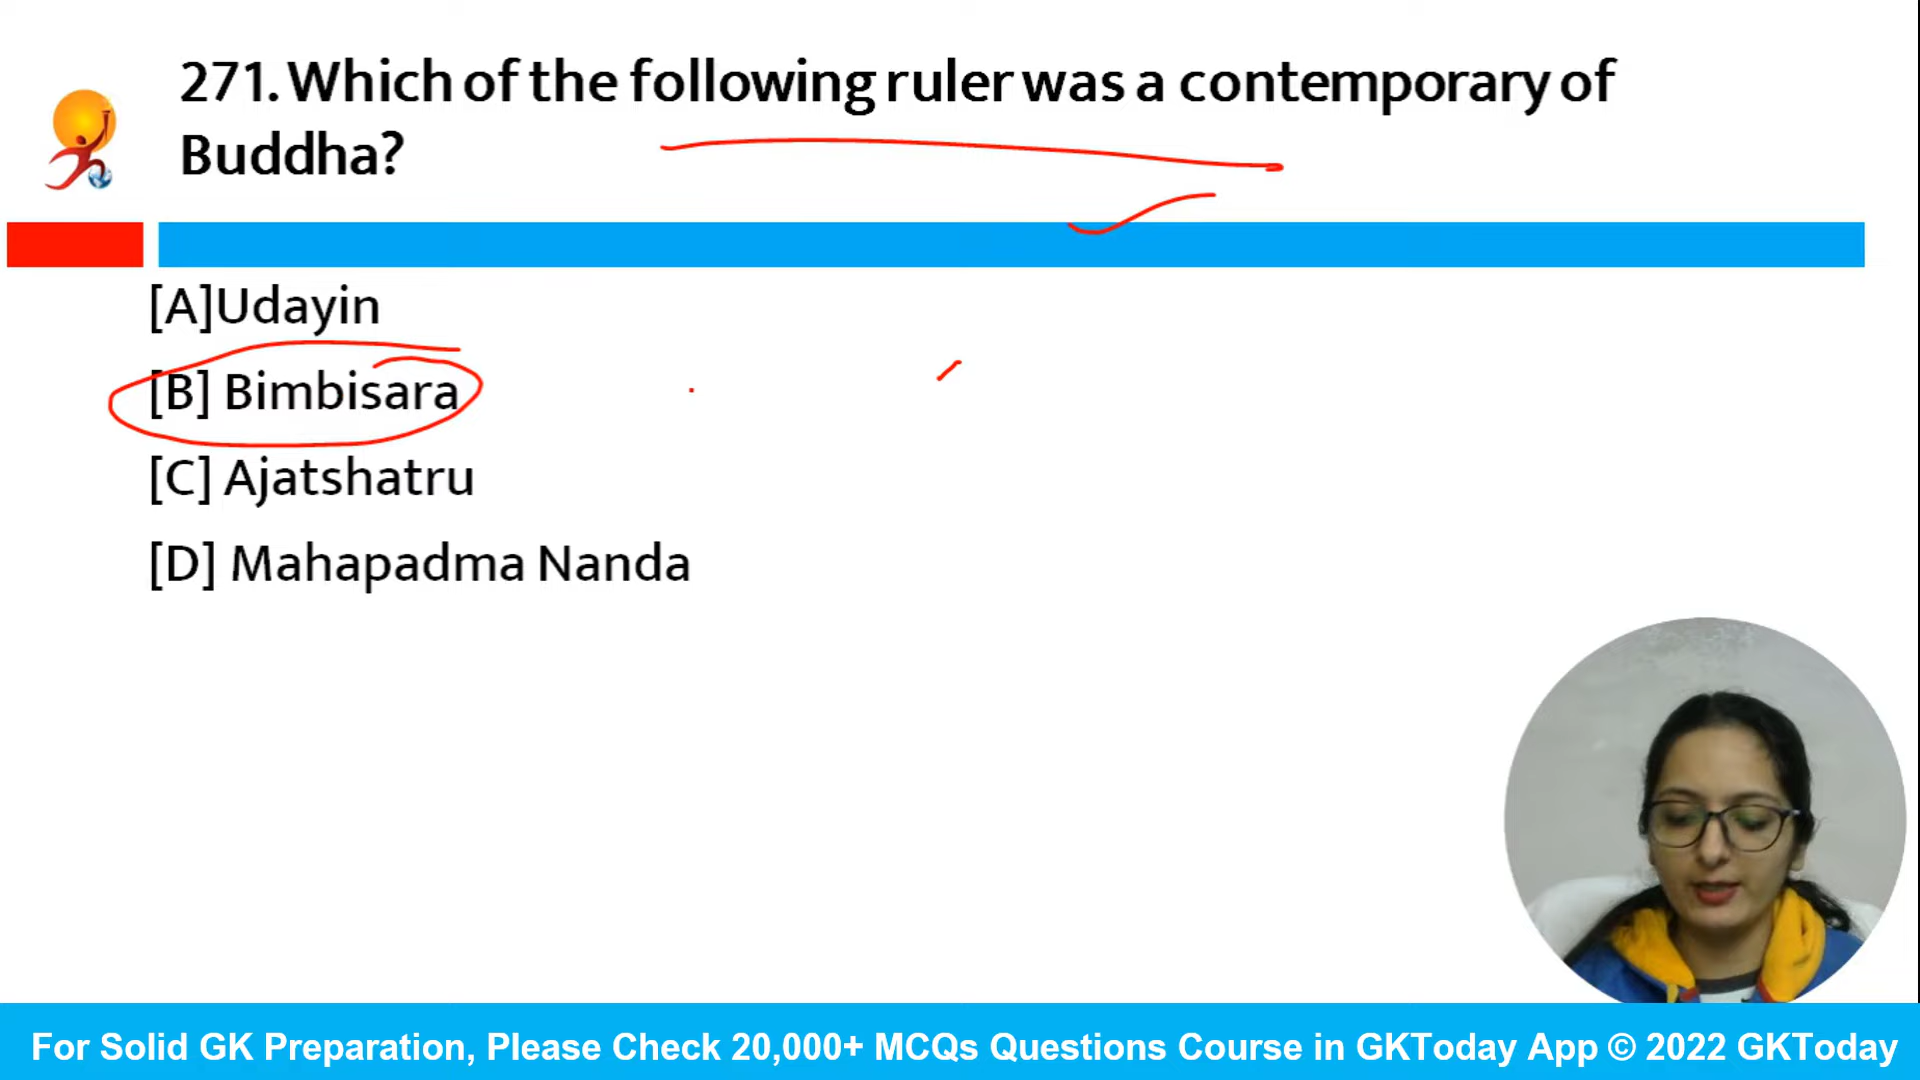 271. Which of the following ruler was a contemporary of
Buddha?
[A]Udayin
[B] Bimbisara
[C] Ajatshatru
[D] Mahapadma Nanda
For Solid GK Preparation, Please Check 20,000+ MCQs Questions Course in GKToday App © 2022 GKToday